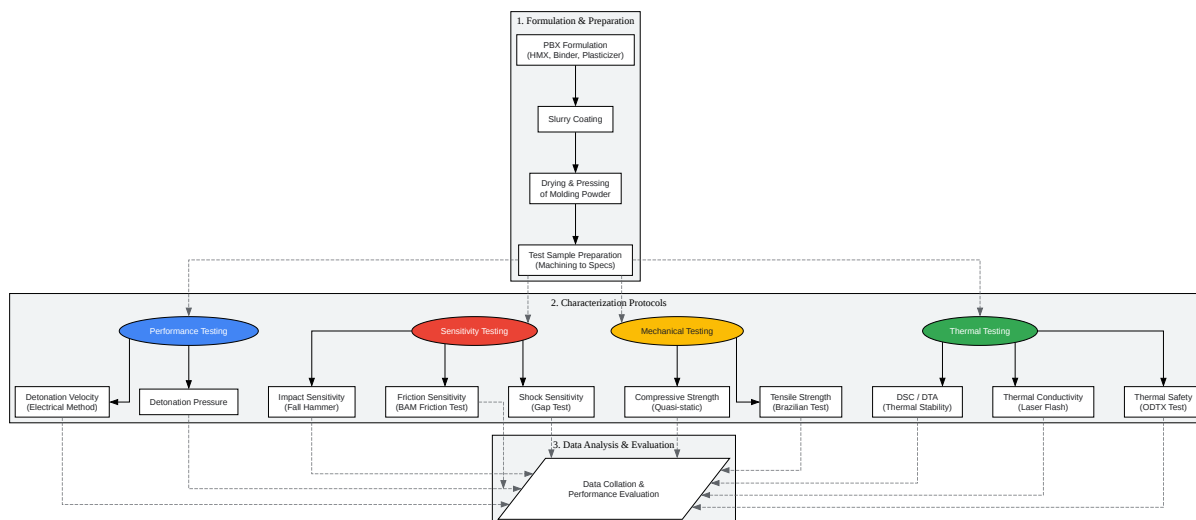 1. Formulation & Preparation
PBX Formulation
(HMX, Binder, Plasticizer)
Slurry Coating
Drying & Pressing
of Molding Powder
Test Sample Preparation
(Machining to Specs)
2. Characterization Protocols
Performance Testing
Sensitivity Testing
Mechanical Testing
Thermal Testing
Detonation Velocity
(Electrical Method)
Detonation Pressure
Impact Sensitivity
(Fall Hammer)
Friction Sensitivity
(BAM Friction Test)
Shock Sensitivity
(Gap Test)
Compressive Strength
(Quasi-static)
Tensile Strength
(Brazilian Test)
DSC / DTA
(Thermal Stability)
Thermal Conductivity
(Laser Flash)
Thermal Safety
(ODTX Test)
3. Data Analysis & Evaluation
Data Collation &
Performance Evaluation